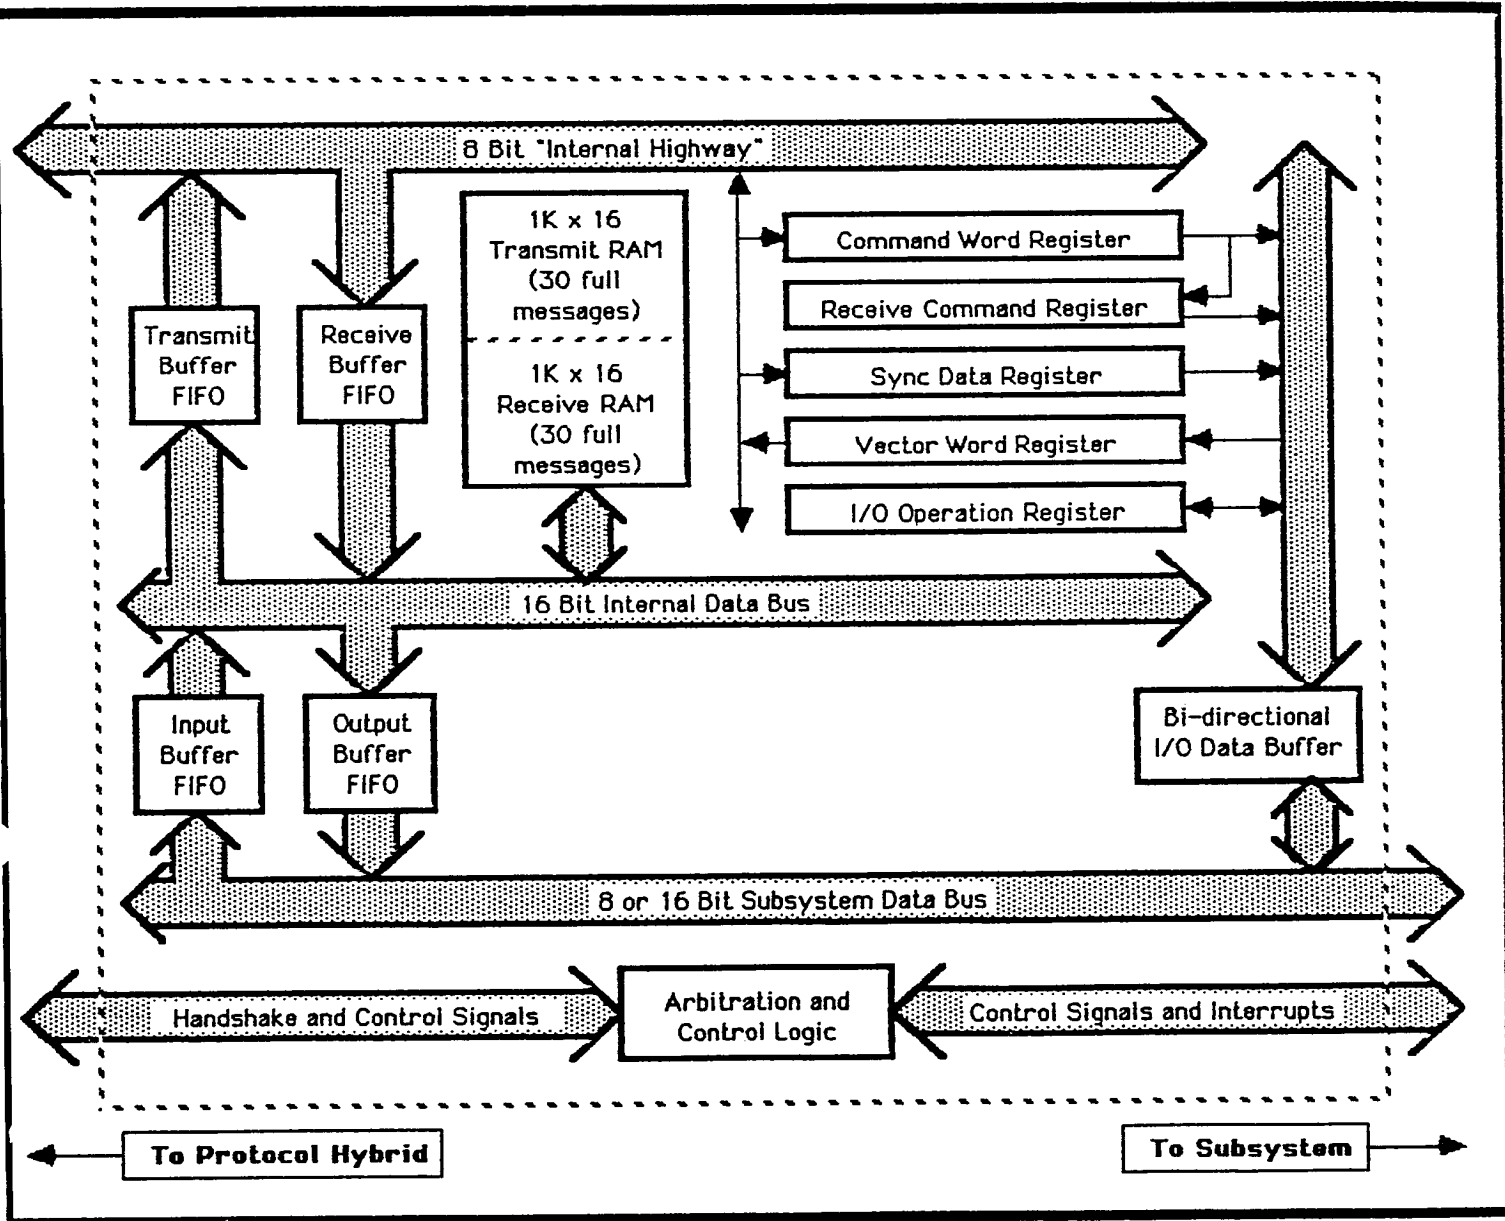 8 Bit "Internal Highway"
1K x 16
Transmit RAM
(30 full
messages)
1K x 16
Receive RAM
(30 full
messages)
Command Word Register
Receive Command Register
Sync Data Register
Vector Word Register
I/O Operation Register
Transmit
Buffer
FIFO
Receive
Buffer
FIFO
16 Bit Internal Data Bus
Input
Buffer
FIFO
Output
Buffer
FIFO
Bi-directional
I/O Data Buffer
8 or 16 Bit Subsystem Data Bus
Handshake and Control Signals
Arbitration and
Control Logic
Control Signals and Interrupts
To Protocol Hybrid
To Subsystem